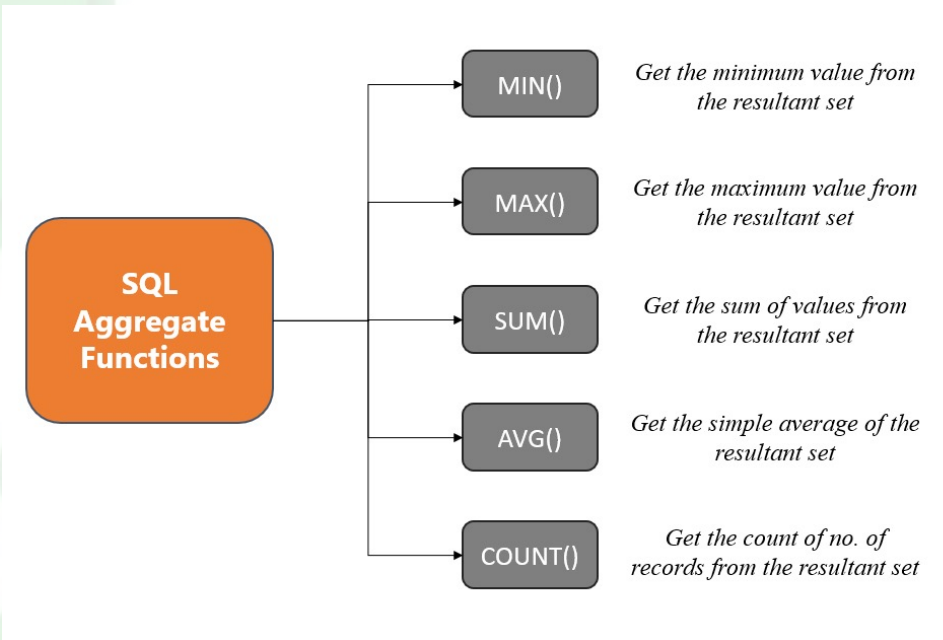 SQL
Aggregate
Functions
MIN()
Get the minimum value from
the resultant set
MAX()
Get the maximum value from
the resultant set
SUM()
Get the sum of values from
the resultant set
AVG()
Get the simple average of the
resultant set
COUNT()
Get the count of no. of
records from the resultant set